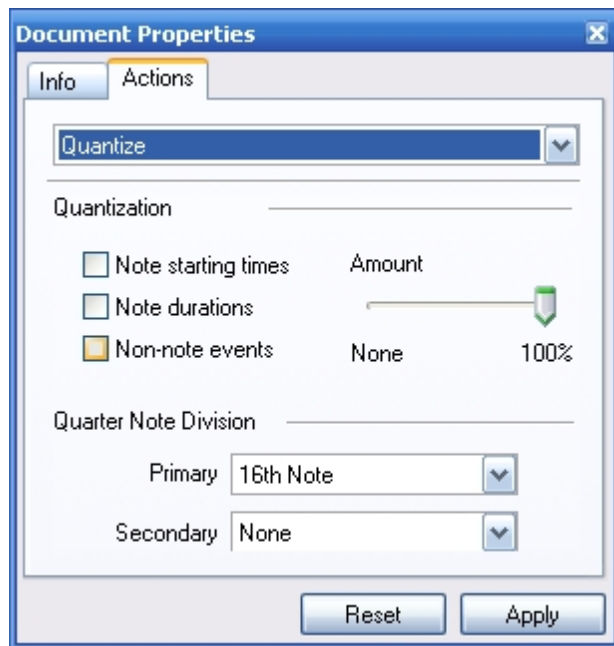 Document Properties
Info Actions
Quantize
Quantization
Note starting times Amount
Note durations
Non-note events None 100%
Quarter Note Division
Primary 16th Note
Secondary None
Reset Apply